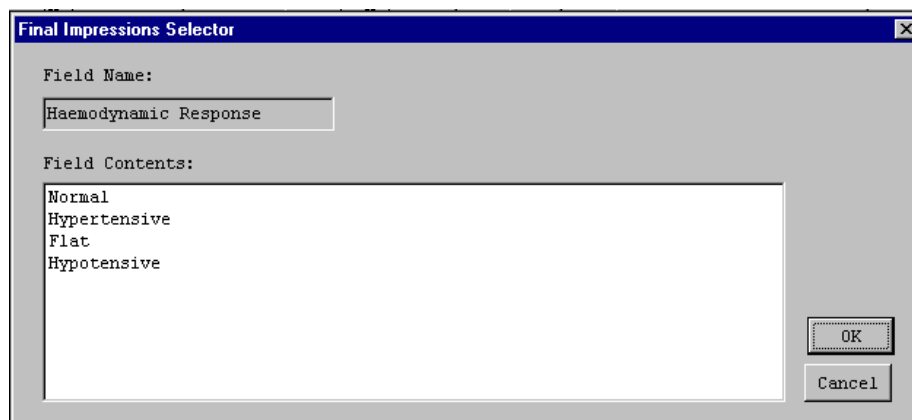 Final Impressions Selector
Field Name:
Haemodynamic Response
Field Contents:
Normal
Hypertensive
Flat
Hypotensive
OK
Cancel